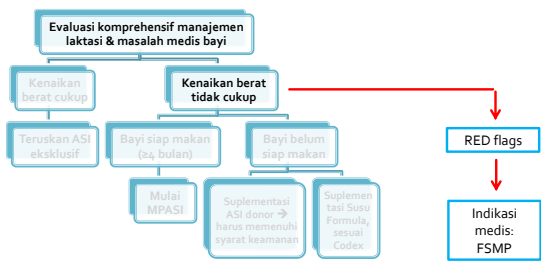 Evaluasi komprehensif manajemen
laktasi & masalah medis bayi
Kenaikan
berat cukup
Kenaikan berat
tidak cukup
Teruskan ASI
eksklusif
Bayi siap makan
(≥4 bulan)
Bayi belum
siap makan
RED flags
Mulai
MPASI
Suplementasi
ASI donor →
harus memenuhi
syarat keamanan
Suplemen
tasi Susu
Formula,
sesuai
Codex
Indikasi
medis:
FSMP